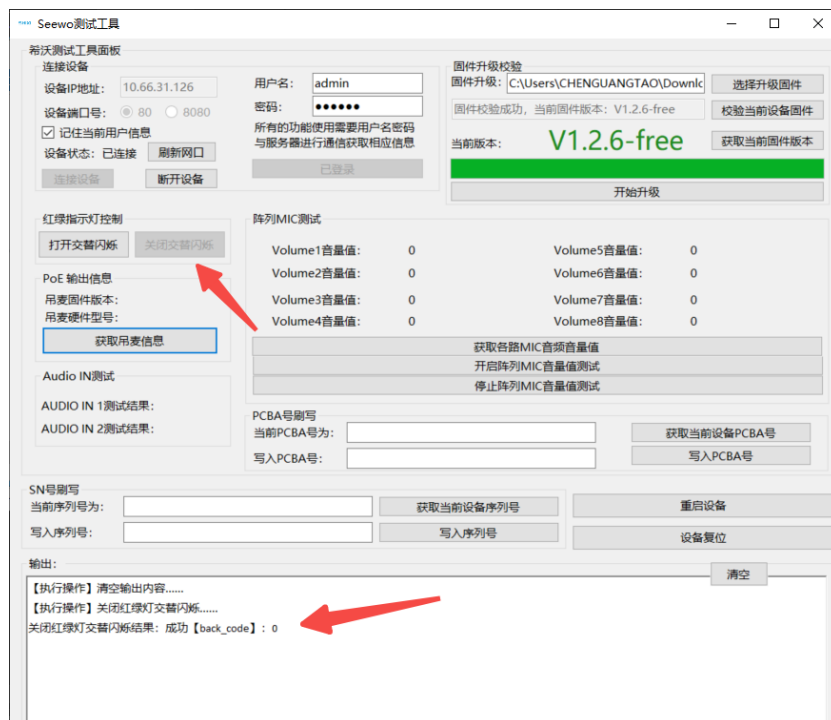 Seewo测试工具
希沃测试工具面板
连接设备
设备IP地址: 10.66.31.126
设备端口号: 80 8080
记住当前用户信息
设备状态: 已连接 刷新网口
连接设备 断开设备
用户名: admin
密码: ●●●●●●
所有的功能使用需要用户名密码
与服务器进行通信获取相应信息
已登录
固件升级校验
固件升级: C:\Users\CHENGUANGTAO\Downlc 选择升级固件
固件校验成功，当前固件版本: V1.2.6-free 校验当前设备固件
当前版本: V1.2.6-free 获取当前固件版本
开始升级
红绿指示灯控制
打开交替闪烁 关闭交替闪烁
PoE 输出信息
吊麦固件版本:
吊麦硬件型号:
获取吊麦信息
Audio IN测试
AUDIO IN 1测试结果:
AUDIO IN 2测试结果:
阵列MIC测试
Volume1音量值: 0 Volume5音量值: 0
Volume2音量值: 0 Volume6音量值: 0
Volume3音量值: 0 Volume7音量值: 0
Volume4音量值: 0 Volume8音量值: 0
获取各路MIC音频音量值
开启阵列MIC音量值测试
停止阵列MIC音量值测试
PCBA号刷写
当前PCBA号为: 获取当前设备PCBA号
写入PCBA号: 写入PCBA号
SN号刷写
当前序列号为: 获取当前设备序列号
写入序列号: 写入序列号
重启设备
设备复位
输出:
清空
【执行操作】清空输出内容......
【执行操作】关闭红绿灯交替闪烁......
关闭红绿灯交替闪烁结果: 成功【back_code】: 0